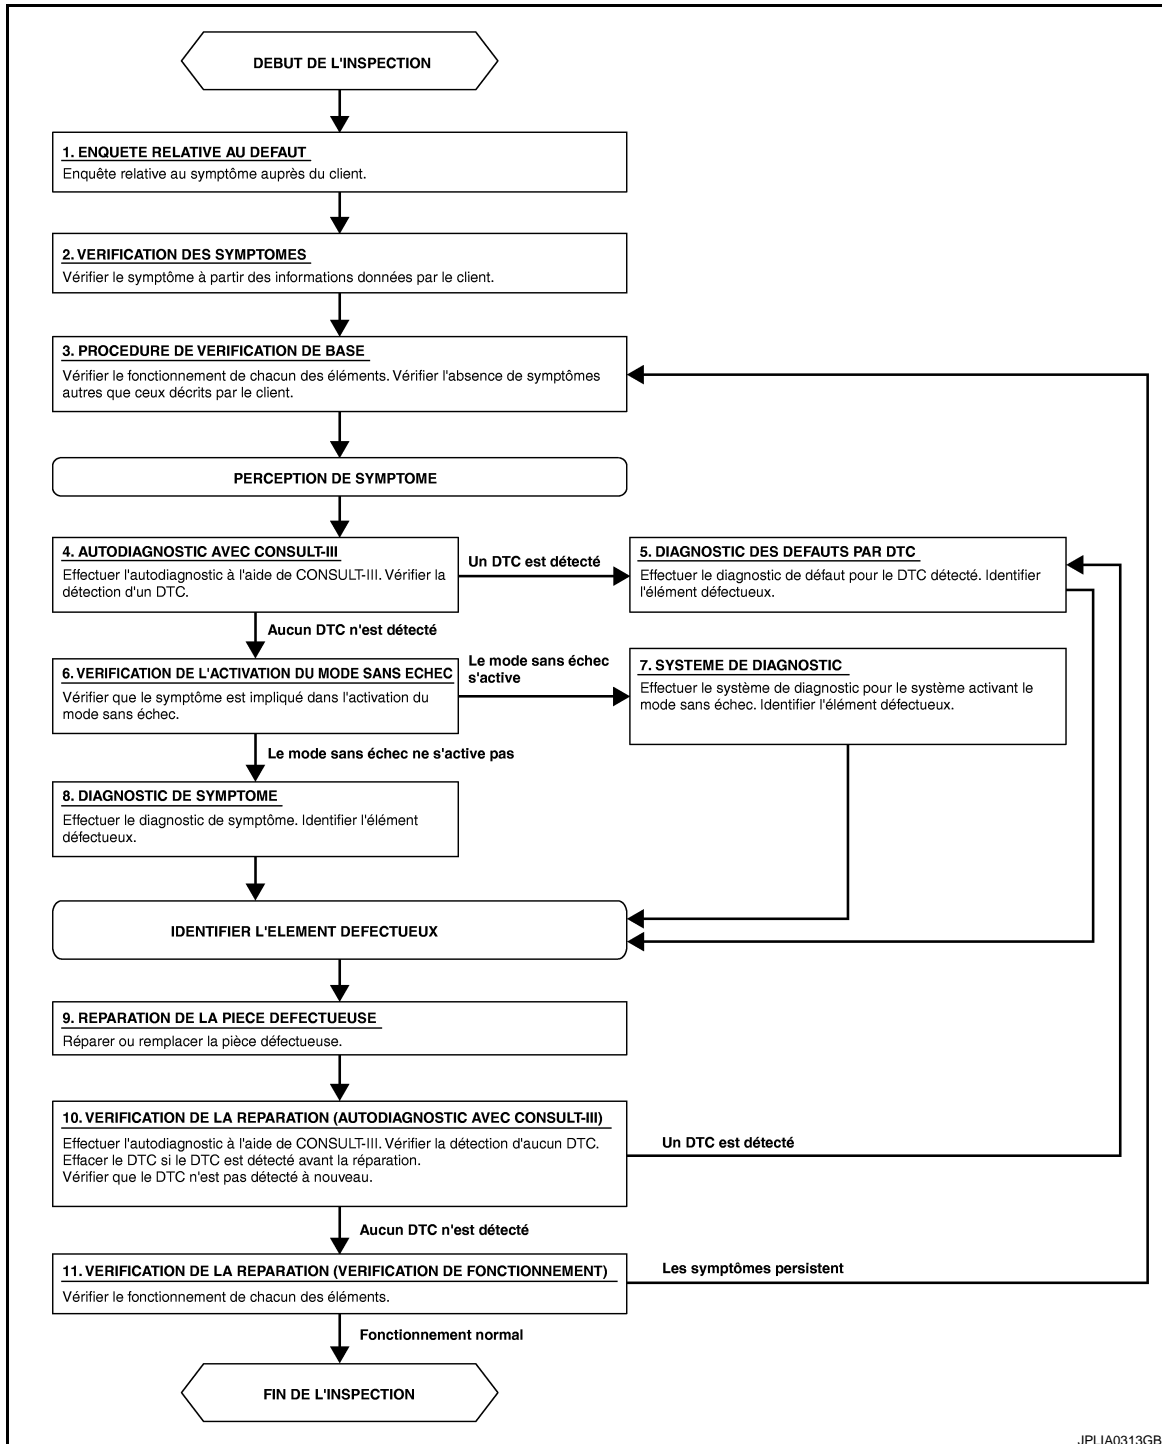 DEBUT DE L'INSPECTION
1. ENQUETE RELATIVE AU DEFAUT
Enquête relative au symptôme auprès du client.
2. VERIFICATION DES SYMPTOMES
Vérifier le symptôme à partir des informations données par le client.
3. PROCEDURE DE VERIFICATION DE BASE
Vérifier le fonctionnement de chacun des éléments. Vérifier l'absence de symptômes
autres que ceux décrits par le client.
PERCEPTION DE SYMPTOME
4. AUTODIAGNOSTIC AVEC CONSULT-III
Effectuer l'autodiagnostic à l'aide de CONSULT-III. Vérifier la
détection d'un DTC.
Un DTC est détecté
5. DIAGNOSTIC DES DEFAUTS PAR DTC
Effectuer le diagnostic de défaut pour le DTC détecté. Identifier
l'élément défectueux.
Aucun DTC n'est détecté
6. VERIFICATION DE L'ACTIVATION DU MODE SANS ECHEC
Vérifier que le symptôme est impliqué dans l'activation du
mode sans échec.
Le mode sans échec
s'active
7. SYSTEME DE DIAGNOSTIC
Effectuer le système de diagnostic pour le système activant le
mode sans échec. Identifier l'élément défectueux.
Le mode sans échec ne s'active pas
8. DIAGNOSTIC DE SYMPTOME
Effectuer le diagnostic de symptôme. Identifier l'élément
défectueux.
IDENTIFIER L'ELEMENT DEFECTUEUX
9. REPARATION DE LA PIECE DEFECTUEUSE
Réparer ou remplacer la pièce défectueuse.
10. VERIFICATION DE LA REPARATION (AUTODIAGNOSTIC AVEC CONSULT-III)
Effectuer l'autodiagnostic à l'aide de CONSULT-III. Vérifier la détection d'aucun DTC.
Effacer le DTC si le DTC est détecté avant la réparation.
Vérifier que le DTC n'est pas détecté à nouveau.
Un DTC est détecté
Aucun DTC n'est détecté
11. VERIFICATION DE LA REPARATION (VERIFICATION DE FONCTIONNEMENT)
Vérifier le fonctionnement de chacun des éléments.
Les symptômes persistent
Fonctionnement normal
FIN DE L'INSPECTION
JPLIA0313GB